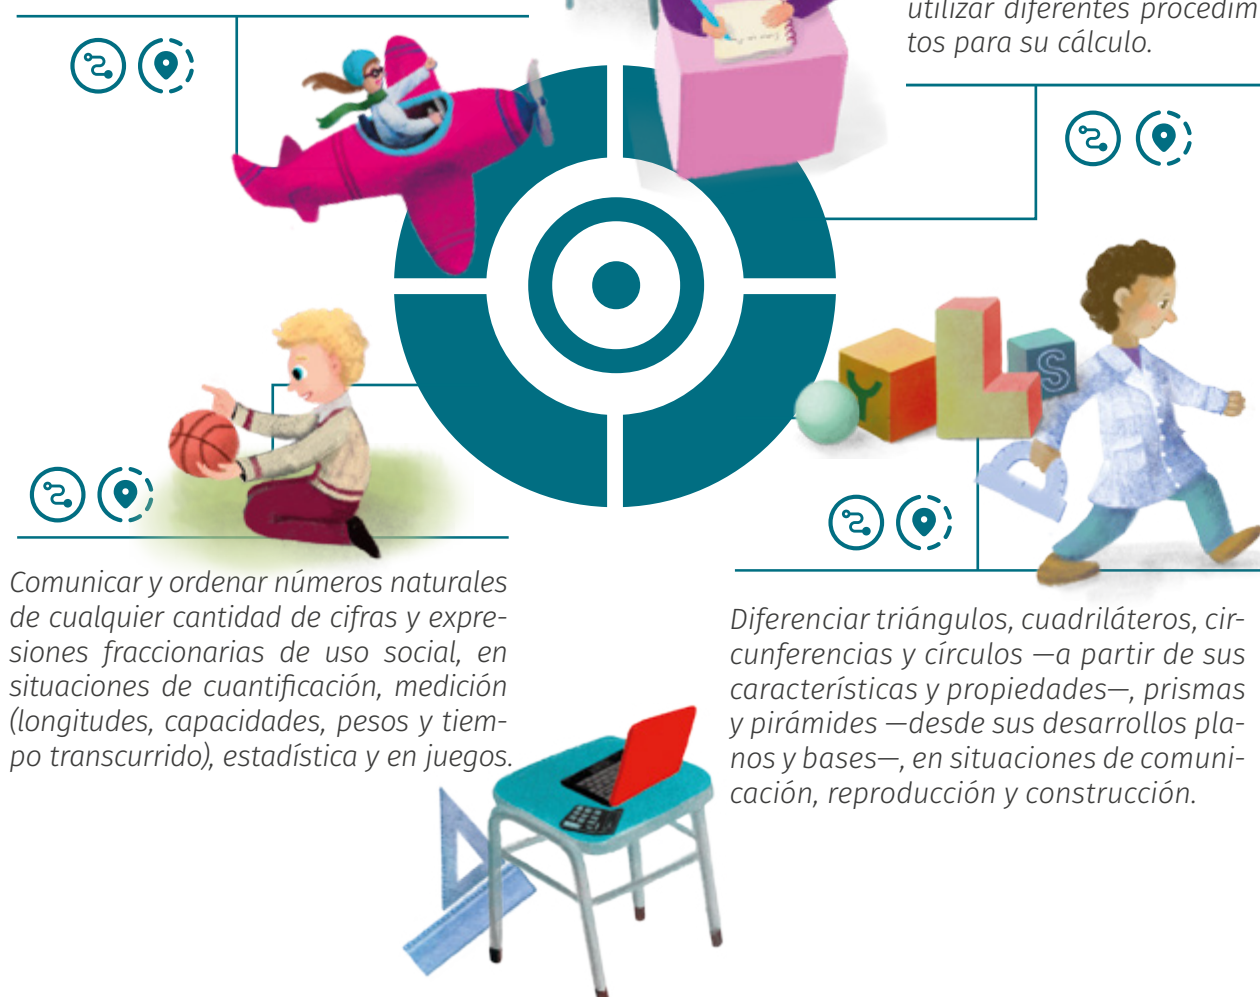 utilizar diferentes procedim
tos para su cálculo.
Y
S
Comunicar y ordenar números naturales
de cualquier cantidad de cifras y expre-
siones fraccionarias de uso social, en
situaciones de cuantificación, medición
(longitudes, capacidades, pesos y tiem-
po transcurrido), estadística y en juegos.
Diferenciar triángulos, cuadriláteros, cir-
cunferencias y círculos —a partir de sus
características y propiedades—, prismas
y pirámides —desde sus desarrollos pla-
nos y bases—, en situaciones de comuni-
cación, reproducción y construcción.